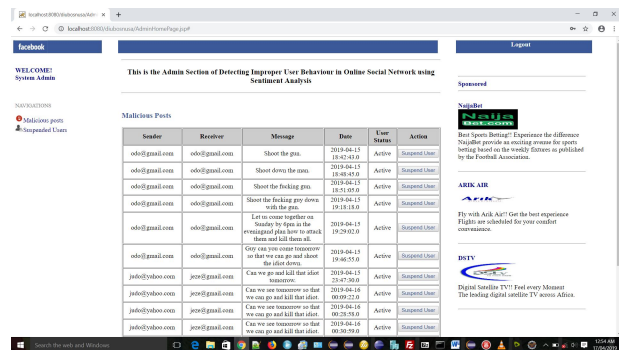 localhost:8080/diubosnusa/Admi
localhost:8080/diubosnusa/AdminHomePage.jsp#
facebook
Logout
WELCOME!
System Admin
This is the Admin Section of Detecting Improper User Behaviour in Online Social Network using
Sentiment Analysis
Sponsored
NAVIGATIONS
Malicious posts
Suspended Users
Malicious Posts
Sender Receiver Message Date User Status Action
odo@gmail.com odo@gmail.com Shoot the gun. 2019-04-15 18:42:43.0 Active Suspend User
odo@gmail.com odo@gmail.com Shoot down the man. 2019-04-15 18:48:45.0 Active Suspend User
odo@gmail.com odo@gmail.com Shoot the fucking gun. 2019-04-15 18:51:05.0 Active Suspend User
odo@gmail.com odo@gmail.com Shoot the fucking guy down with the gun. 2019-04-15 19:18:18.0 Active Suspend User
odo@gmail.com odo@gmail.com Let us come together on Sunday by 6pm in the eveningand plan how to attack them and kill them all. 2019-04-15 19:29:02.0 Active Suspend User
odo@gmail.com odo@gmail.com Guy can you come tomorrow so that we can go and shoot the idiot down. 2019-04-15 19:46:55.0 Active Suspend User
judo@yahoo.com jeze@gmail.com Can we go and kill that idiot tomorrow. 2019-04-15 23:47:30.0 Active Suspend User
judo@yahoo.com jeze@gmail.com Can we see tomorrow so that we can go and kill that idiot. 2019-04-16 00:09:22.0 Active Suspend User
judo@yahoo.com jeze@gmail.com Can we see tomorrow so that we can go and kill that idiot. 2019-04-16 00:28:58.0 Active Suspend User
judo@yahoo.com jeze@gmail.com Can we see tomorrow so that we can go and kill that idiot. 2019-04-16 00:30:59.0 Active Suspend User
NaijaBet
Naija
Bet.com
Best Sports Betting!! Experience the difference
NaijaBet provide an exciting avenue for sports
betting based on the weekly fixtures as published
by the Football Association.
ARIK AIR
Arik
Fly with Arik Air!! Get the best experience
Flights are scheduled for your comfort
convenience.
DSTV
Digital Satellite TV!! Feel every Moment
The leading digital satellite TV across Africa.
Search the web and Windows
12:54 AM
17/04/2019